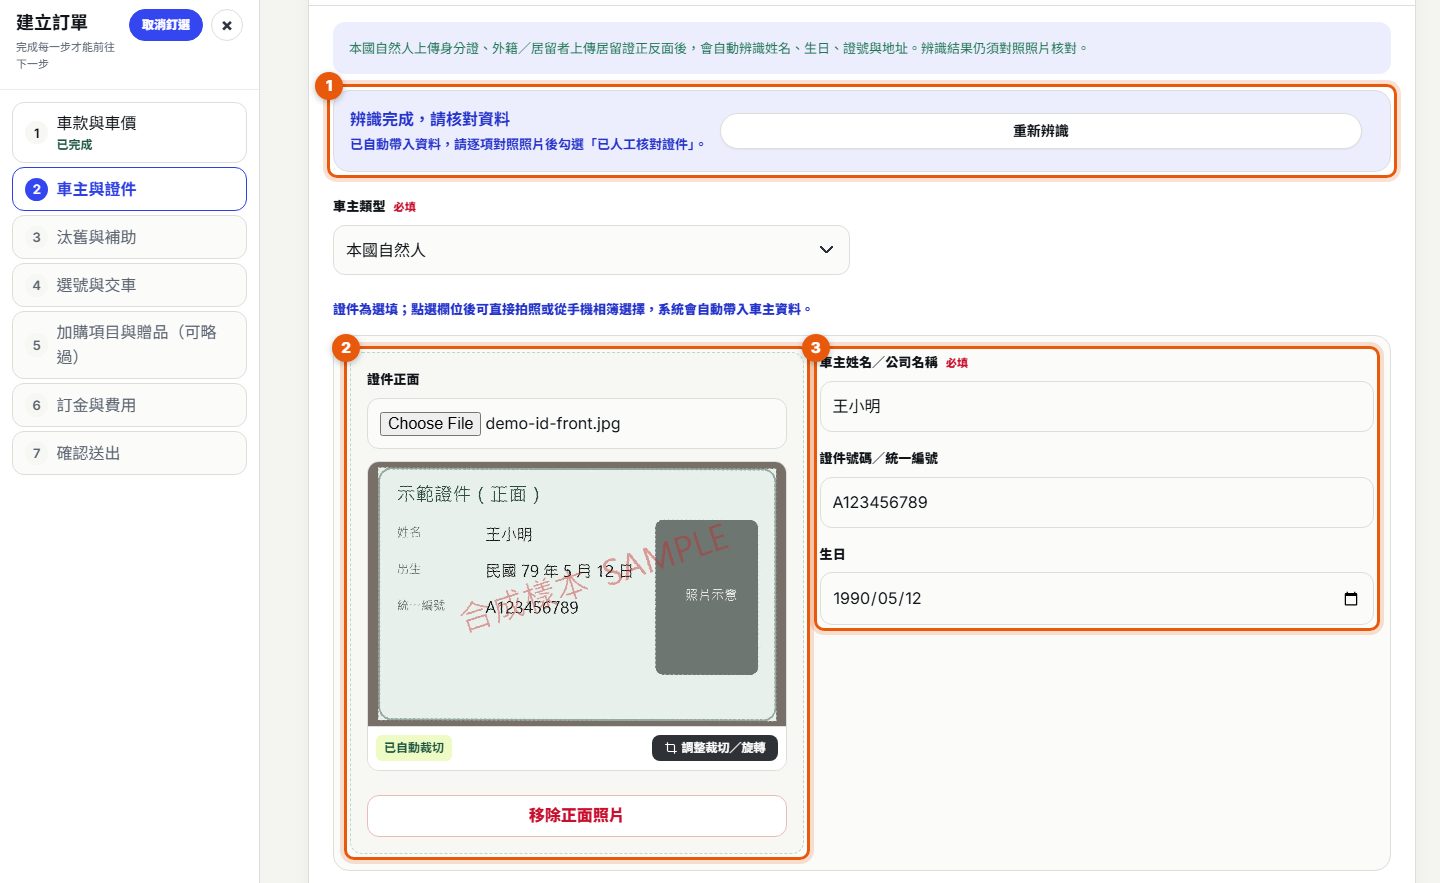 建立訂單
取消釘選
完成每一步才能前往
下一步
1
車款與車價
已完成
2
車主與證件
3
汰舊與補助
4
選號與交車
5
加購項目與贈品（可略
過）
6
訂金與費用
7
確認送出
本國自然人上傳身分證、外籍／居留者上傳居留證正反面後，會自動辨識姓名、生日、證號與地址。辨識結果仍須對照照片核對。
1
辨識完成，請核對資料
已自動帶入資料，請逐項對照照片後勾選「已人工核對證件」。
重新辨識
車主類型 必填
本國自然人
證件為選填；點選欄位後可直接拍照或從手機相簿選擇，系統會自動帶入車主資料。
2
證件正面
Choose File demo-id-front.jpg
示範證件（正面）
姓名 王小明
出生 民國 79 年 5 月 12 日
統一編號 A123456789
照片示意
合成樣本 SAMPLE
已自動裁切
調整裁切／旋轉
移除正面照片
3
車主姓名／公司名稱 必填
王小明
證件號碼／統一編號
A123456789
生日
1990/05/12